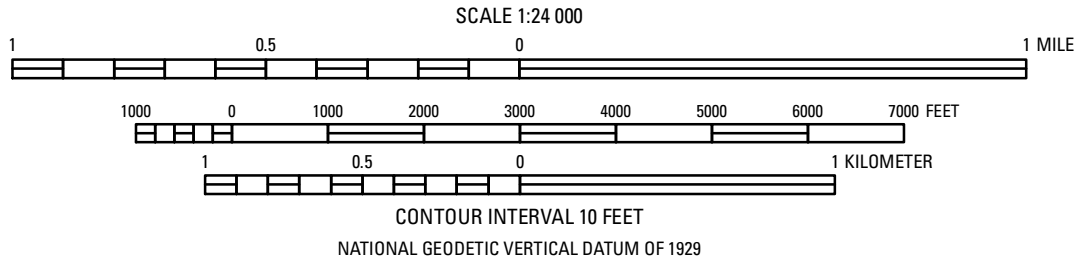 SCALE 1:24 000
1 0.5 0 1 MILE
1000 0 1000 2000 3000 4000 5000 6000 7000 FEET
1 0.5 0 1 KILOMETER
CONTOUR INTERVAL 10 FEET
NATIONAL GEODETIC VERTICAL DATUM OF 1929